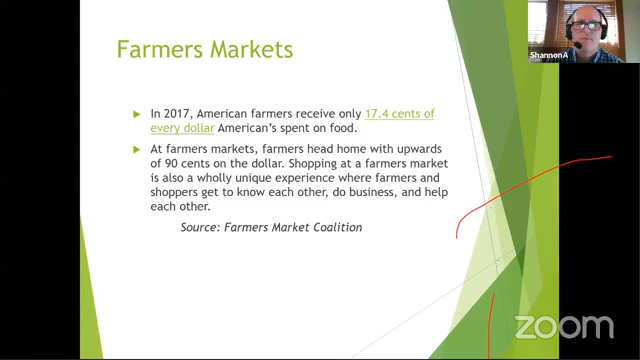 Farmers Markets
In 2017, American farmers receive only 17.4 cents of
every dollar American's spent on food.
At farmers markets, farmers head home with upwards
of 90 cents on the dollar. Shopping at a farmers market
is also a wholly unique experience where farmers and
shoppers get to know each other, do business, and help
each other.
Source: Farmers Market Coalition
Shannon A
zoom